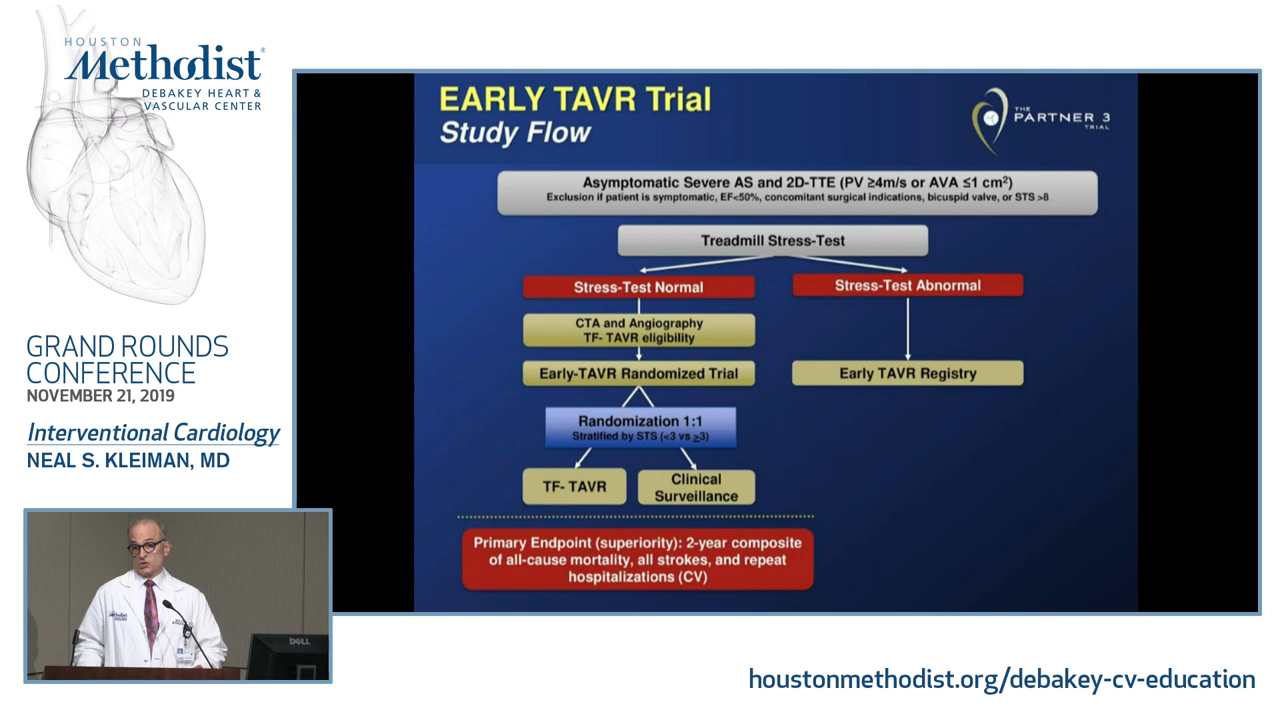 HOUSTON
Methodist®
DEBAKEY HEART &
VASCULAR CENTER
GRAND ROUNDS
CONFERENCE
NOVEMBER 21, 2019
Interventional Cardiology
NEAL S. KLEIMAN, MD
EARLY TAVR Trial
Study Flow
THE
PARTNER 3
TRIAL
Asymptomatic Severe AS and 2D-TTE (PV ≥4m/s or AVA ≤1 cm²)
Exclusion if patient is symptomatic, EF<50%, concomitant surgical indications, bicuspid valve, or STS >8
Treadmill Stress-Test
Stress-Test Normal
Stress-Test Abnormal
CTA and Angiography
TF- TAVR eligibility
Early-TAVR Randomized Trial
Early TAVR Registry
Randomization 1:1
Stratified by STS (<3 vs ≥3)
TF- TAVR
Clinical
Surveillance
Primary Endpoint (superiority): 2-year composite
of all-cause mortality, all strokes, and repeat
hospitalizations (CV)
Methodist
DELL
houstonmethodist.org/debakey-cv-education